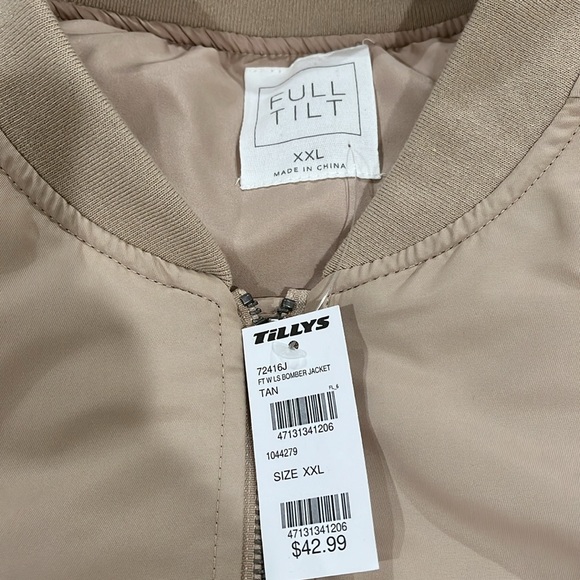 FULL
TILT
XXL
MADE IN CHINA
TiLLYS
72416J
FT W LS BOMBER JACKET
TAN
FL_6
47131341206
1044279
SIZE XXL
47131341206
$42.99